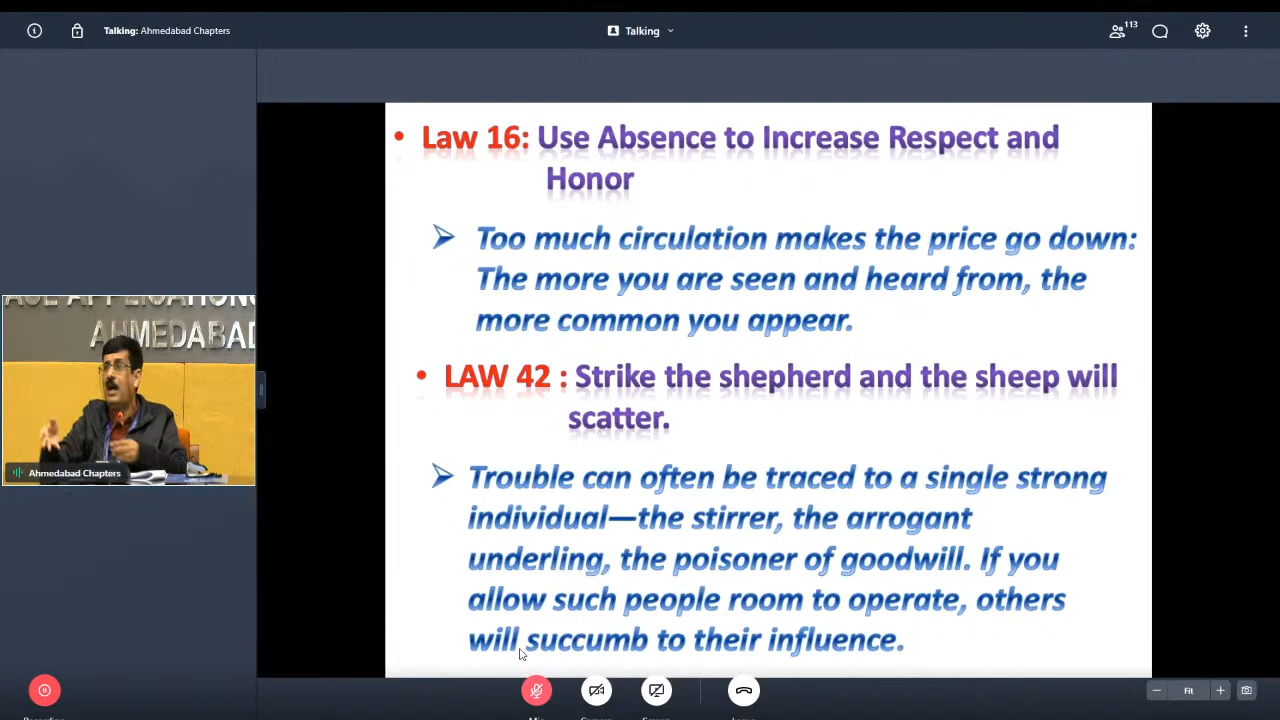 Talking: Ahmedabad Chapters
Talking
113
• Law 16: Use Absence to Increase Respect and
Honor
Too much circulation makes the price go down:
The more you are seen and heard from, the
more common you appear.
• LAW 42 : Strike the shepherd and the sheep will
scatter.
Trouble can often be traced to a single strong
individual—the stirrer, the arrogant
underling, the poisoner of goodwill. If you
allow such people room to operate, others
will succumb to their influence.
AHMEDABAD
Ahmedabad Chapters
Fit